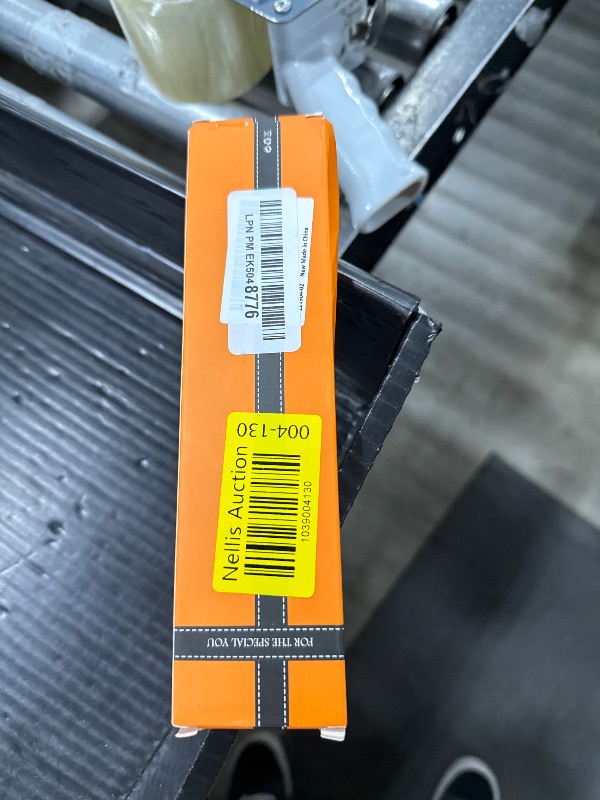 LPN PM EK5048776
New Made In China
004-130
Nellis Auction
1039004130
FOR THE SPECIAL YOU